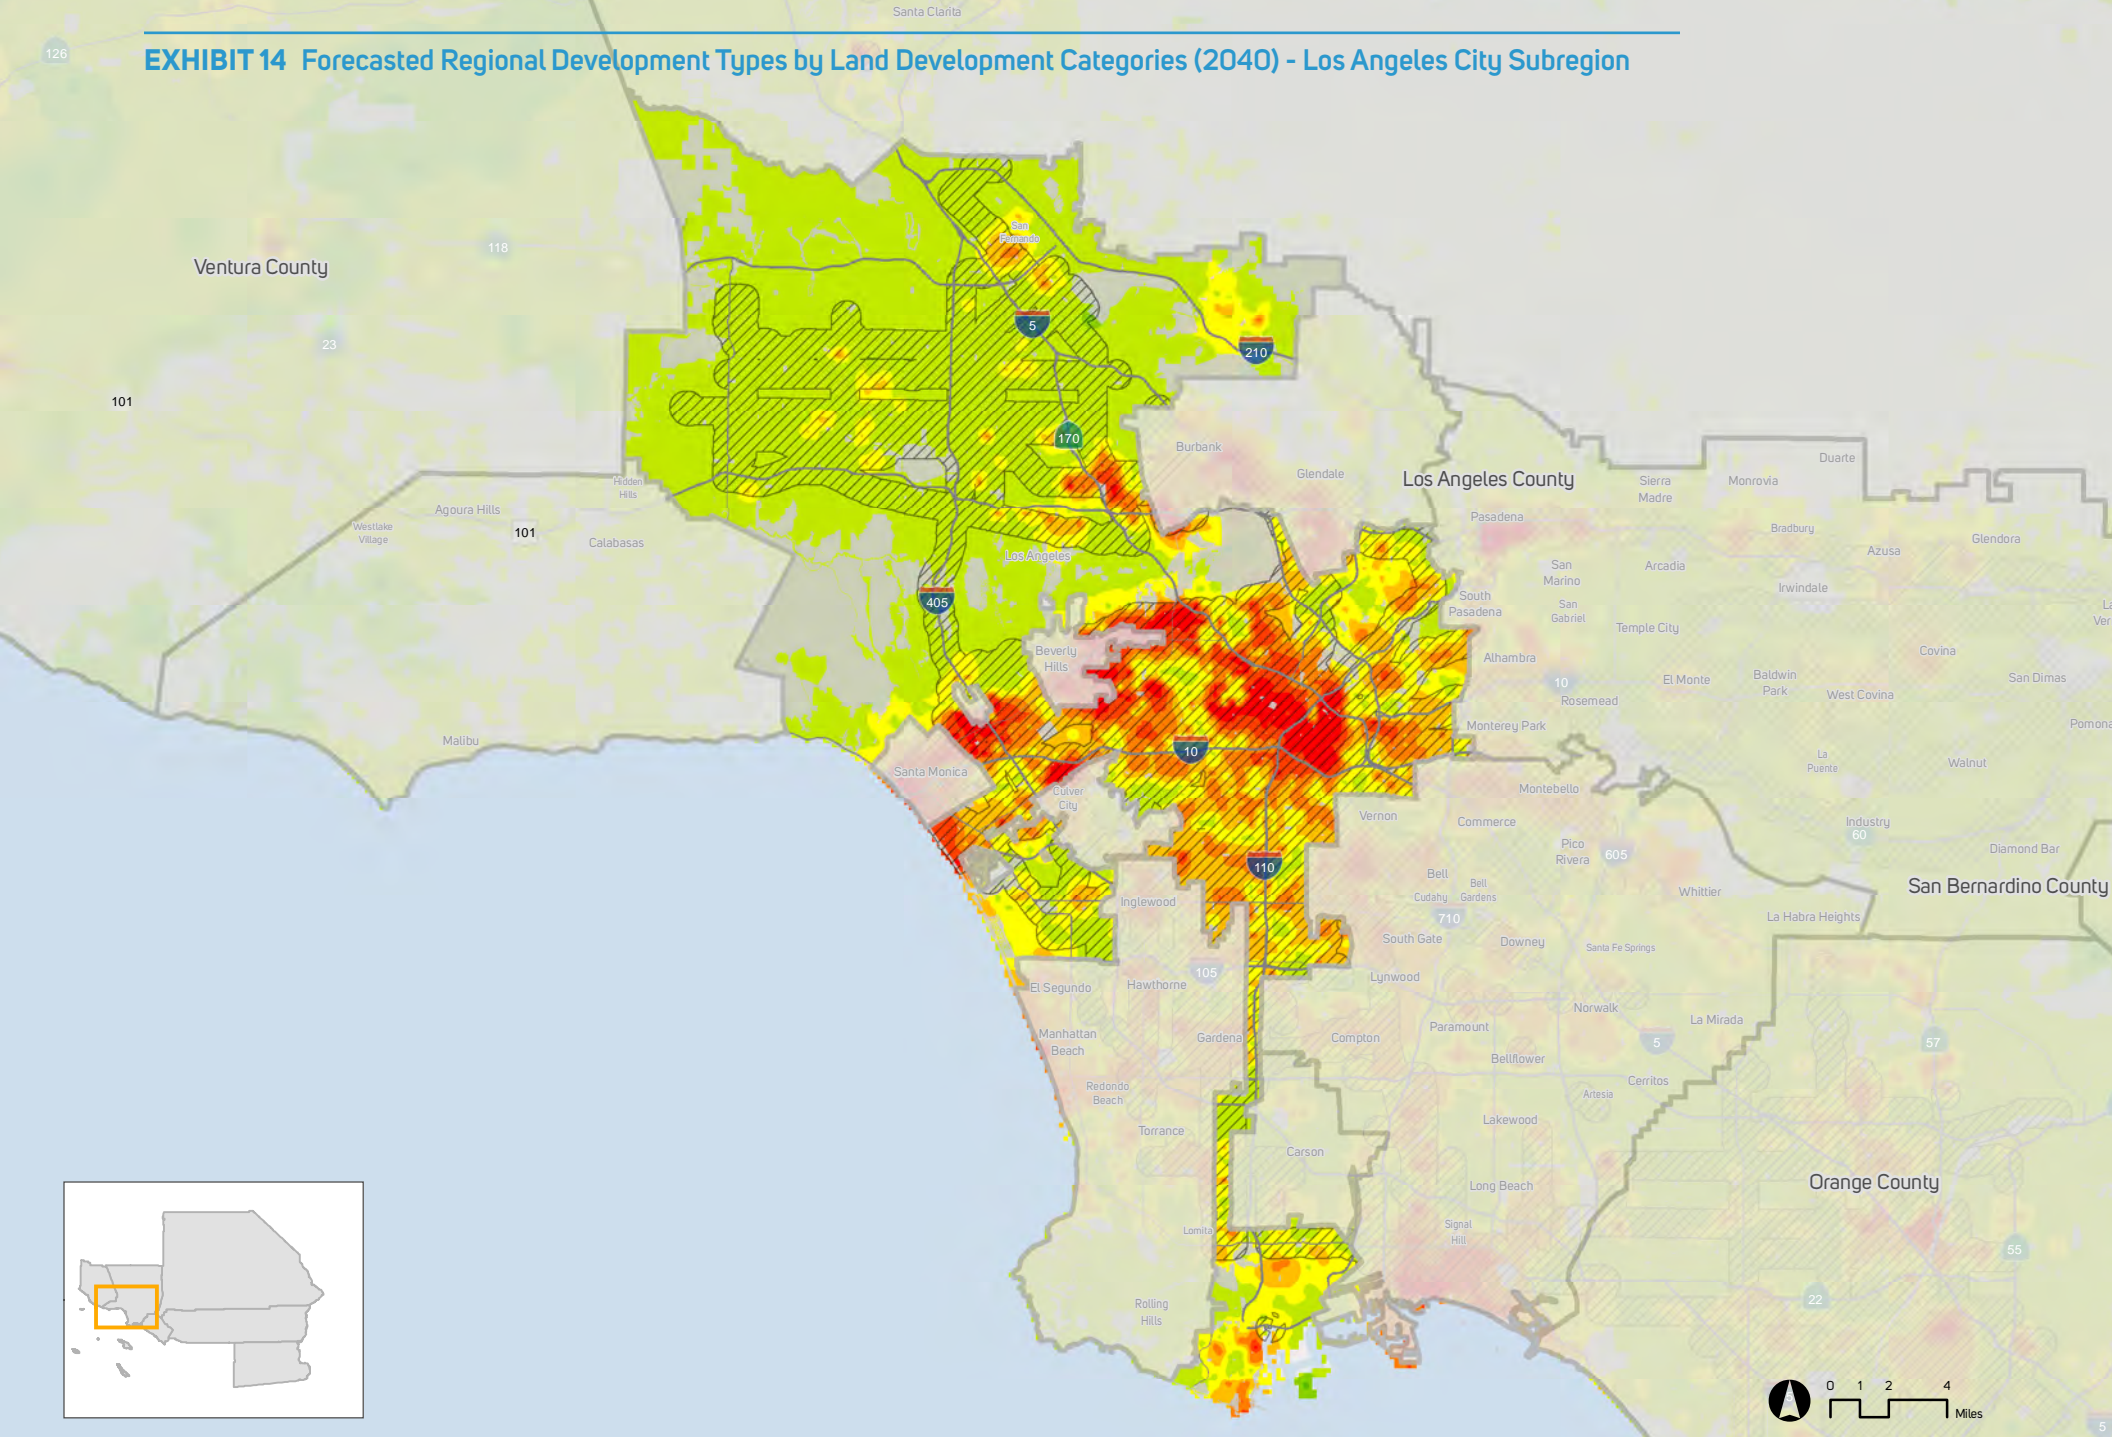 Santa Clarita
126
EXHIBIT 14 Forecasted Regional Development Types by Land Development Categories (2040) - Los Angeles City Subregion
San
Fernando
118
Ventura County
5
23
210
101
170
Burbank
Glendale
Los Angeles County
Duarte
Sierra
Madre
Monrovia
Hidden
Hills
Agoura Hills
Pasadena
Westlake
Village
101
Calabasas
Bradbury
Glendora
Azusa
Los Angeles
San
Marino
Arcadia
Irwindale
405
South
Pasadena
San
Gabriel
La
Ver
Temple City
Beverly
Hills
Alhambra
Covina
10
El Monte
Baldwin
Park
San Dimas
Rosemead
West Covina
Monterey Park
Pomona
Malibu
10
La
Puente
Walnut
Santa Monica
Culver
City
Montebello
Vernon
Commerce
Industry
60
110
Pico
Rivera
605
Diamond Bar
Bell
Cudahy
Bell
Gardens
San Bernardino County
Whittier
Inglewood
710
La Habra Heights
South Gate
Downey
Santa Fe Springs
105
Lynwood
El Segundo
Hawthorne
Norwalk
La Mirada
Manhattan
Beach
Gardena
Compton
Paramount
5
57
Bellflower
Redondo
Beach
Cerritos
Artesia
Torrance
Lakewood
Carson
Long Beach
Orange County
Lomita
Signal
Hill
55
Rolling
Hills
22
0 1 2 4
Miles
5